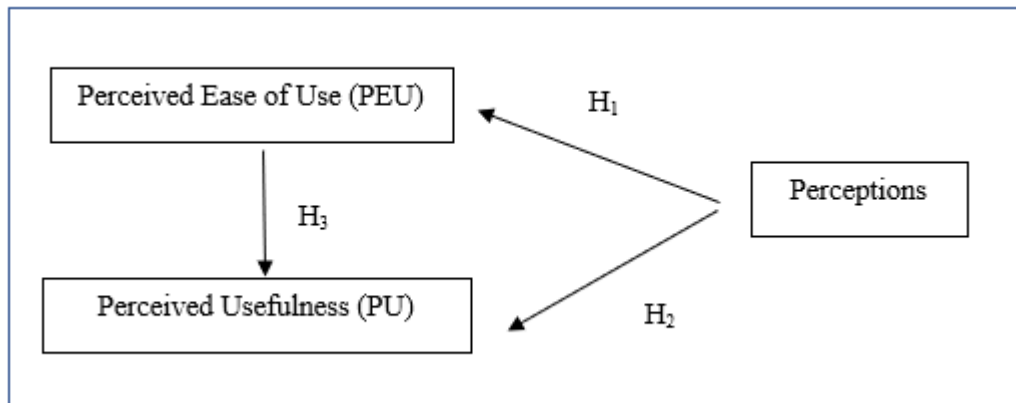 Perceived Ease of Use (PEU)
H₁
Perceptions
H₃
Perceived Usefulness (PU)
H₂